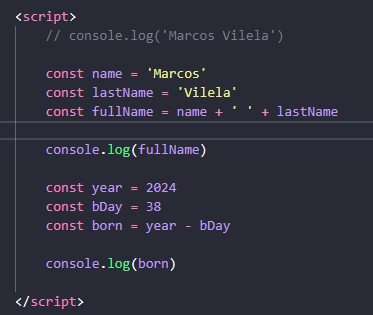 <script>
// console.log('Marcos Vilela')
const name = 'Marcos'
const lastName = 'Vilela'
const fullName = name + ' ' + lastName
console.log(fullName)
const year = 2024
const bDay = 38
const born = year - bDay
console.log(born)
</script>